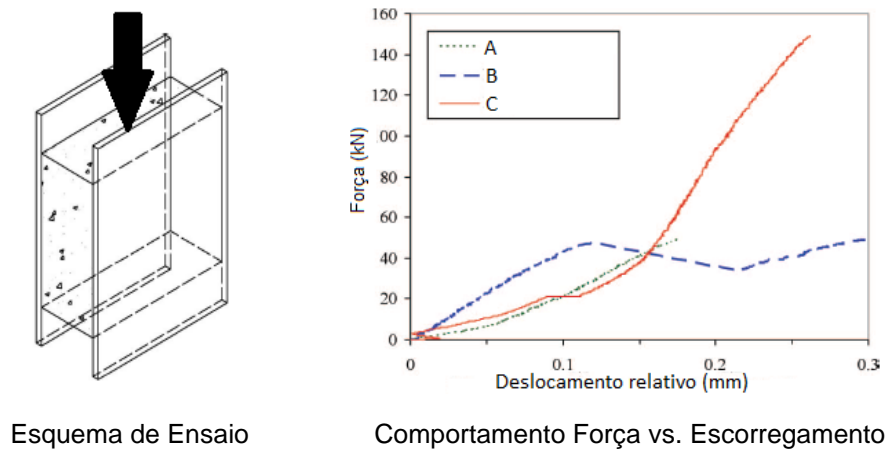 160
140
120
00
80
60
40
20
0
Força (kN)
A
B
C
0
0.1
0.2
0.3
Deslocamento relativo (mm)
Esquema de Ensaio
Comportamento Força vs. Escorregamento